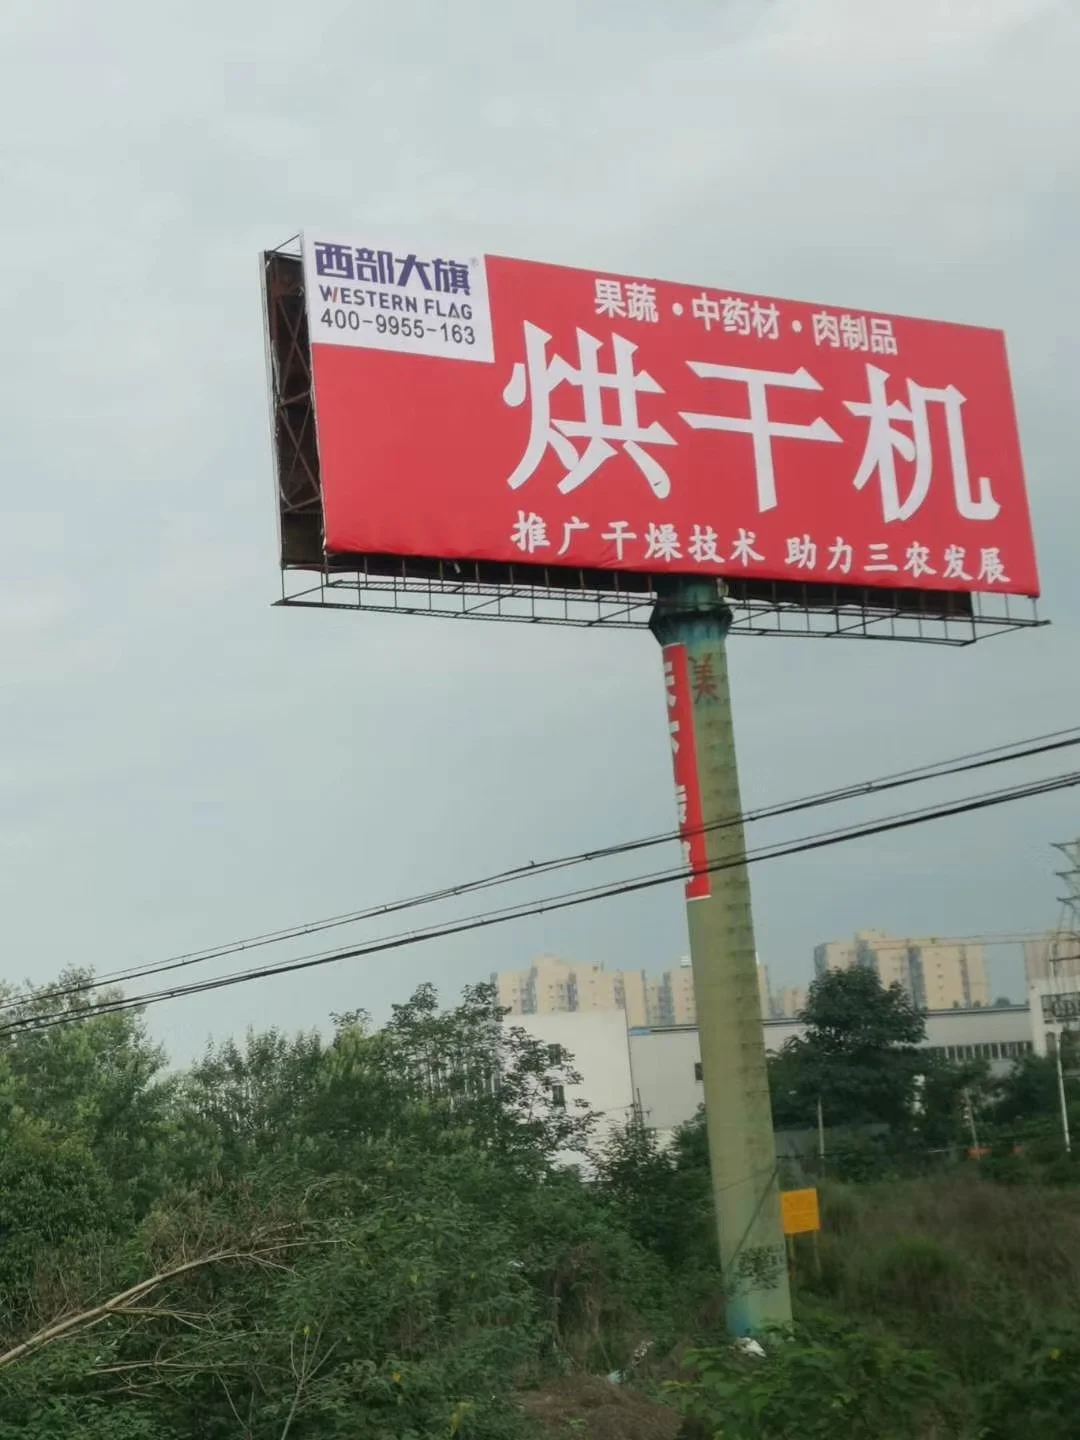 西部大旗®
WESTERN FLAG
400-9955-163
果蔬·中药材·肉制品
烘干机
推广干燥技术 助力三农发展
美